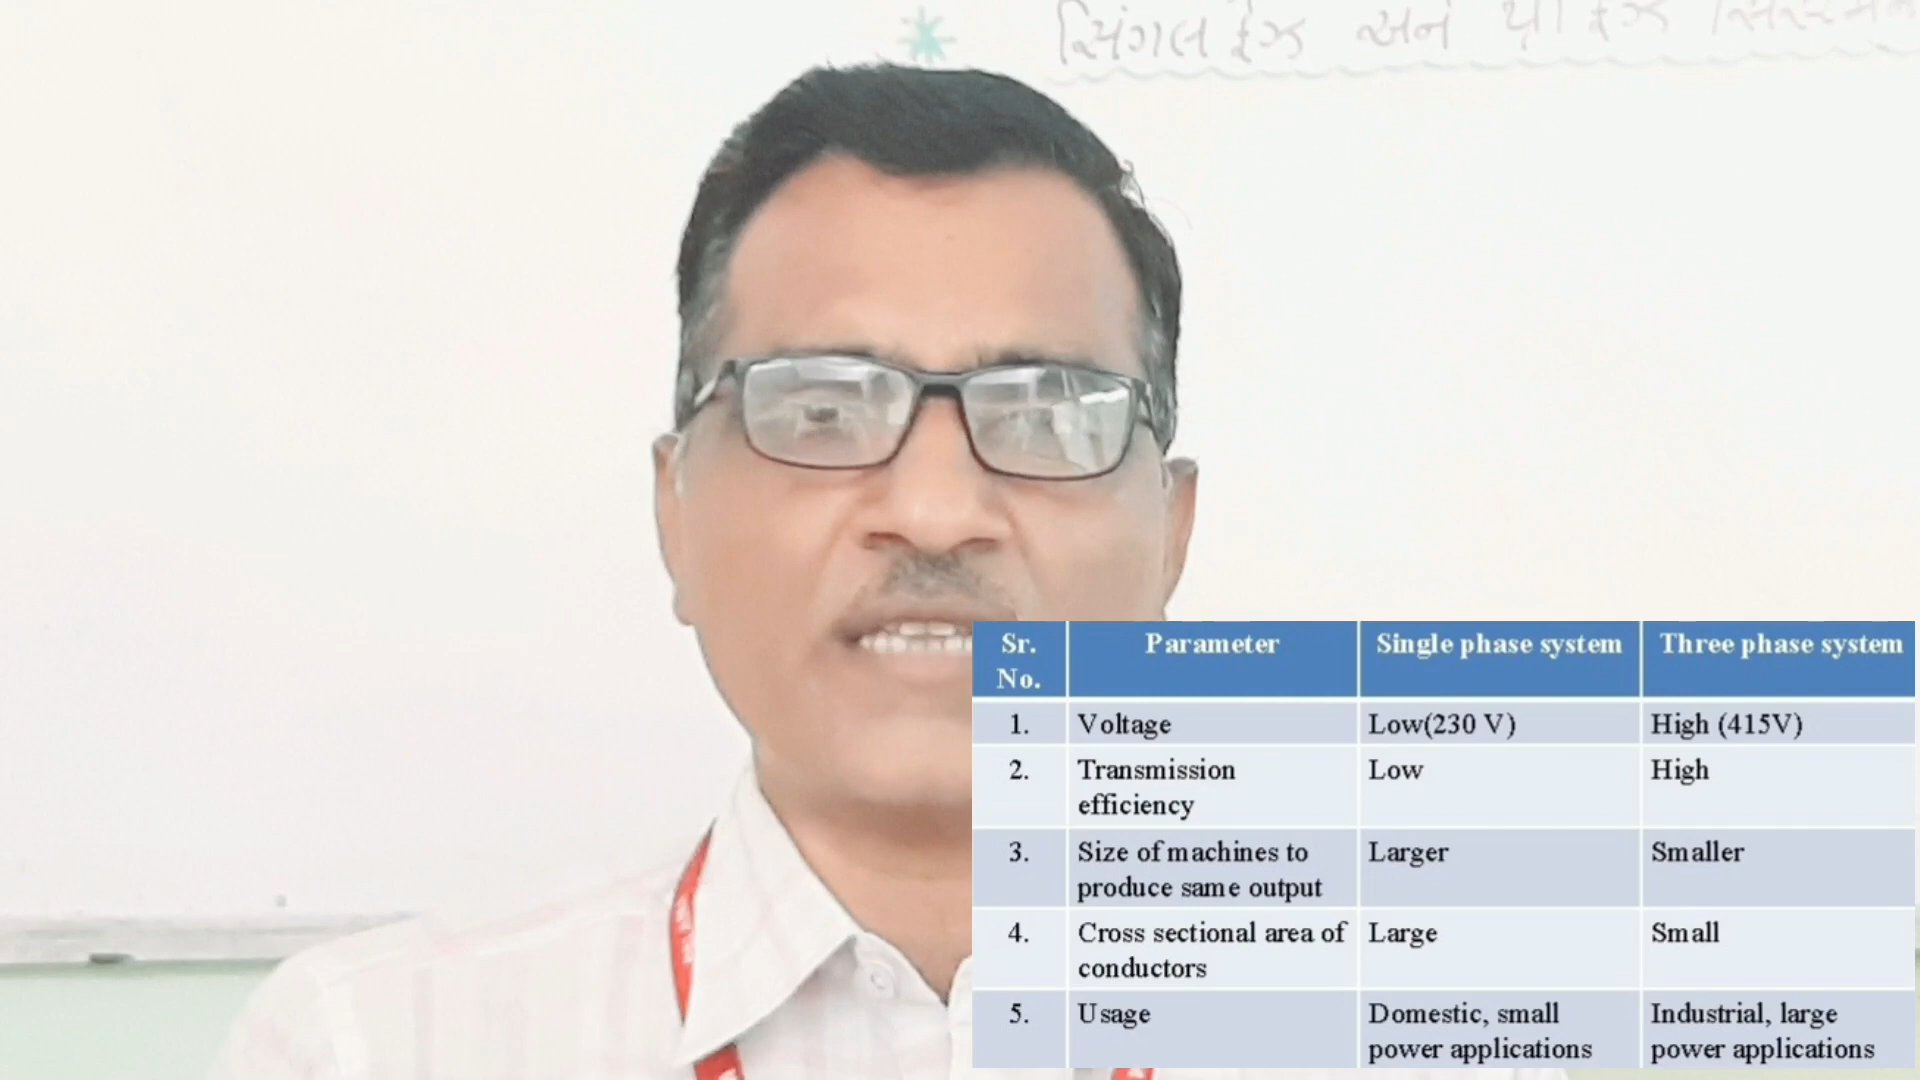 સિંગલ ફેઝ અને થ્રી ફેઝ
Sr. No. Parameter Single phase system Three phase system
1. Voltage Low(230 V) High (415V)
2. Transmission efficiency Low High
3. Size of machines to produce same output Larger Smaller
4. Cross sectional area of conductors Large Small
5. Usage Domestic, small power applications Industrial, large power applications